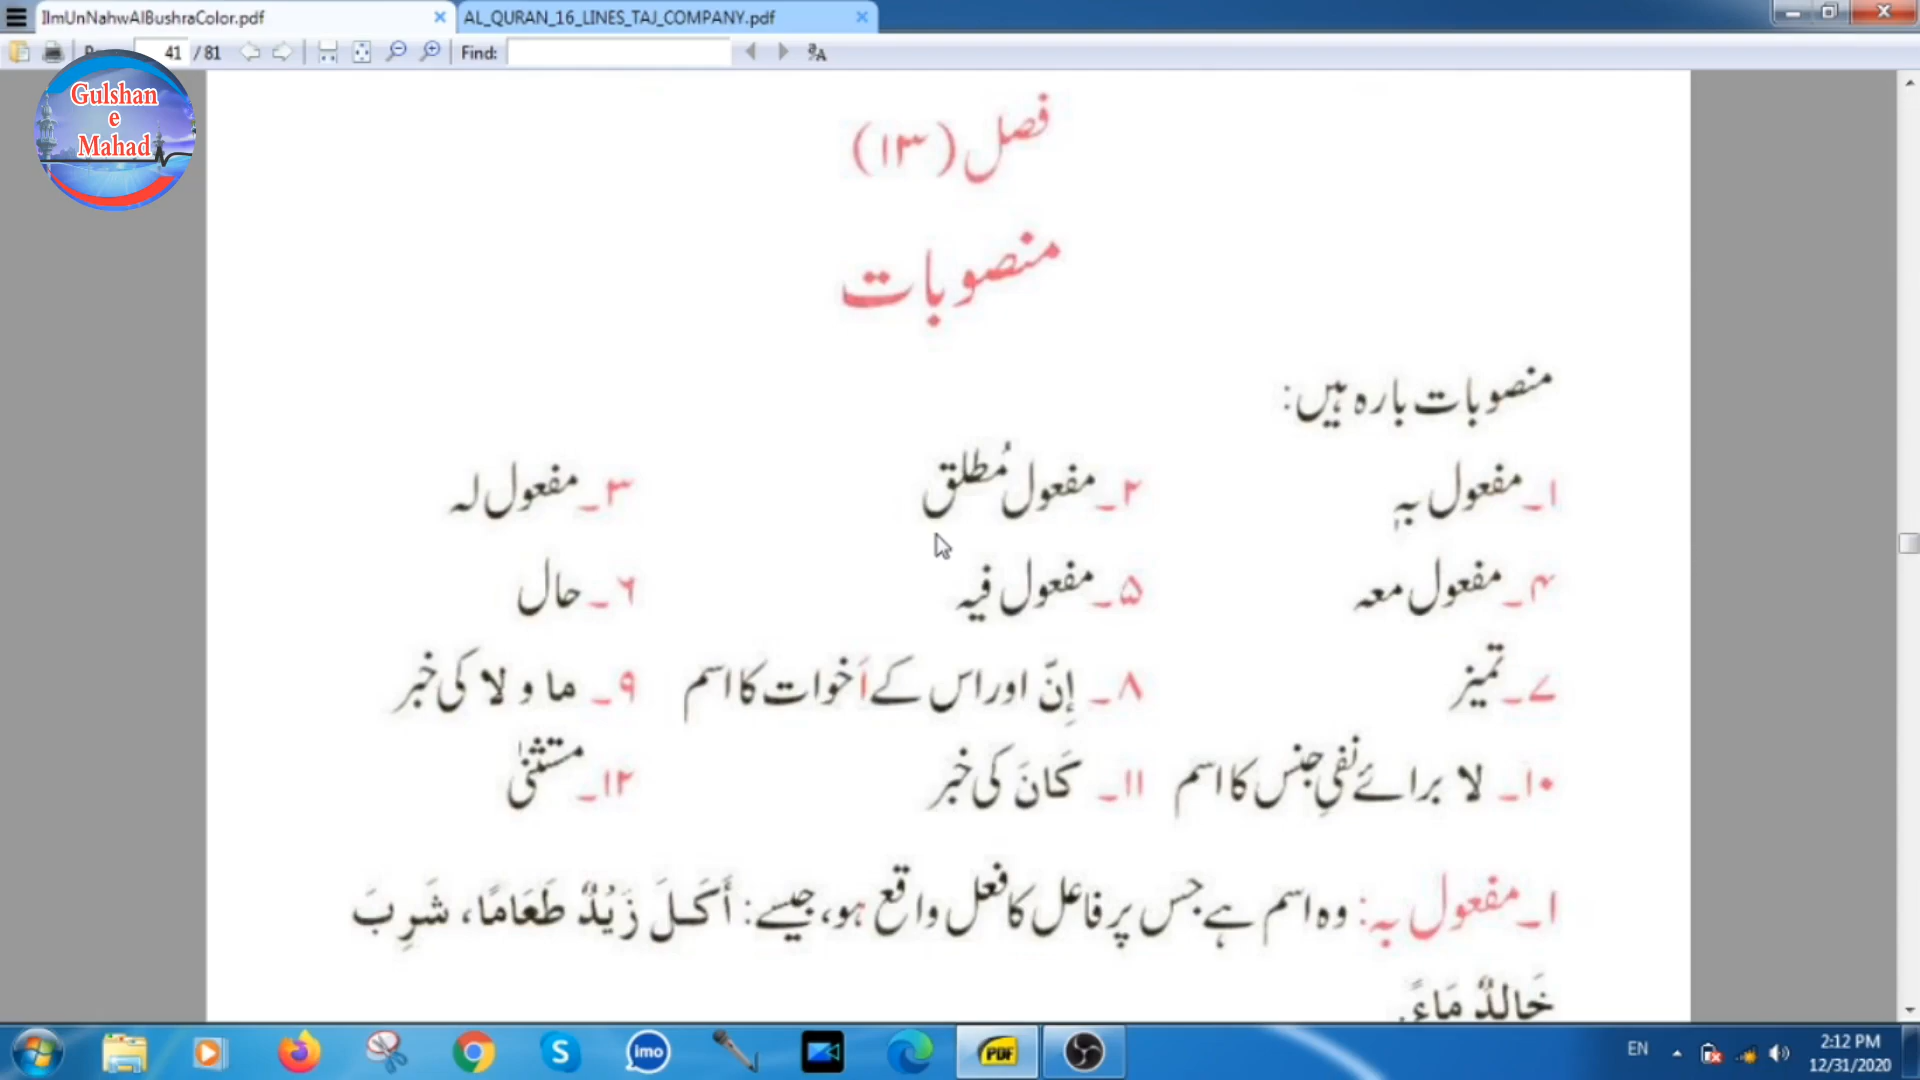 IlmUnNahwAlBushraColor.pdf
AL_QURAN_16_LINES_TAJ_COMPANY.pdf
41 / 81
Find:
Gulshan
e
Mahad
فصل (۱۳)
منصوبات
منصوبات بارہ ہیں:
۱۔ مفعول بہٖ ۲۔ مفعول مُطلق ۳۔ مفعول لہ
۴۔ مفعول معہ ۵۔ مفعول فیہ ۶۔ حال
۷۔ تمیز ۸۔ إِنّ اور اس کے أَخوات کا اسم ۹۔ ما و لا کی خبر
۱۰۔ لا برائے نفیِ جنس کا اسم ۱۱۔ كَانَ کی خبر ۱۲۔ مستثنیٰ
۱۔ مفعول بہ: وہ اسم ہے جس پر فاعل کا فعل واقع ہو، جیسے: أَكَلَ زَيْدٌ طَعَامًا، شَرِبَ
خَالِدٌ مَاءً.
EN
2:12 PM
12/31/2020
S
imo
PDF